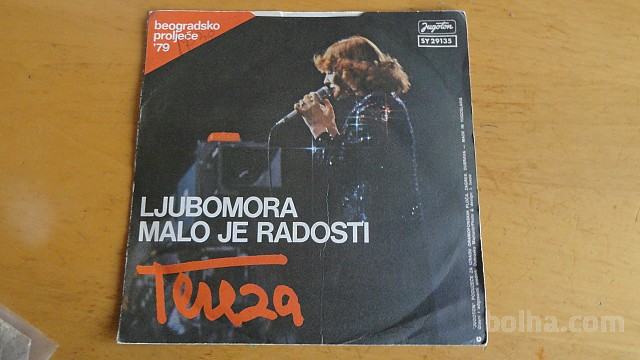 beogradsko
proljeće
'79
Jugoton
SY 29135
LJUBOMORA
MALO JE RADOSTI
Tereza
bolha.com